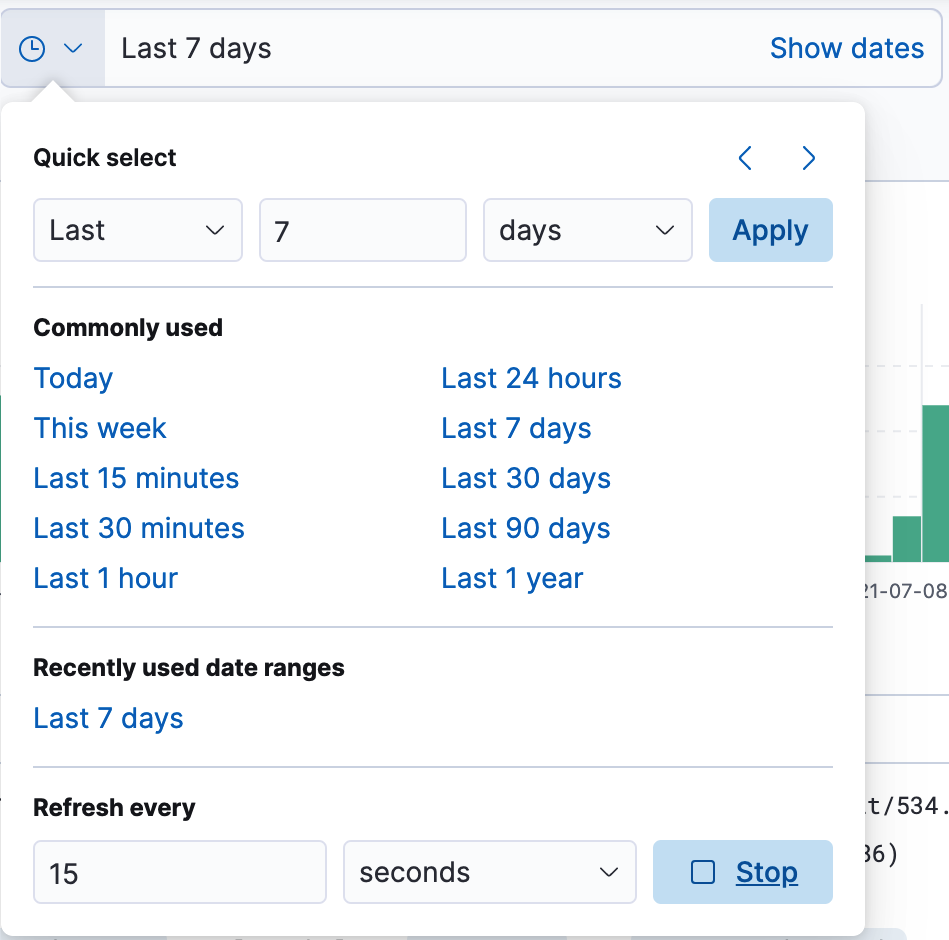 Last 7 days Show dates
Quick select
Last 7 days Apply
Commonly used
Today Last 24 hours
This week Last 7 days
Last 15 minutes Last 30 days
Last 30 minutes Last 90 days
Last 1 hour Last 1 year
21-07-08
Recently used date ranges
Last 7 days
Refresh every
t/534.
36)
15 seconds Stop